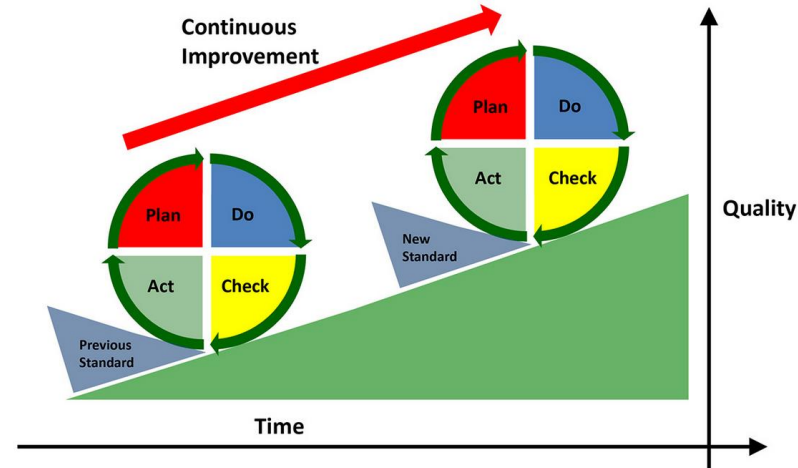 Continuous
Improvement
Plan
Do
Act
Check
New
Standard
Quality
Plan
Do
Act
Check
Previous
Standard
Time